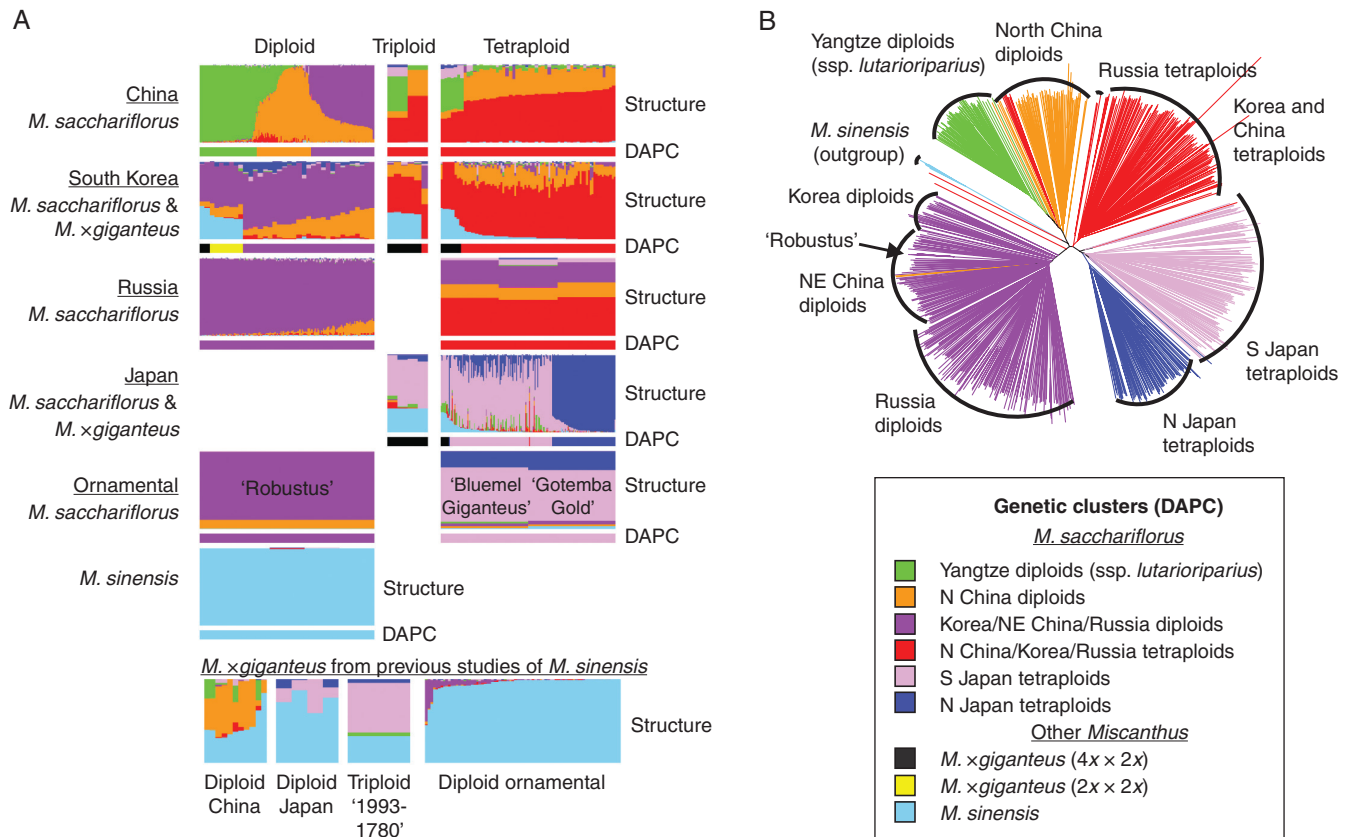 A
Diploid
Triploid
Tetraploid
China
M. sacchariflorus
Structure
DAPC
South Korea
M. sacchariflorus &
M. ×giganteus
Structure
DAPC
Russia
M. sacchariflorus
Structure
DAPC
Japan
M. sacchariflorus &
M. ×giganteus
Structure
DAPC
Ornamental
M. sacchariflorus
'Robustus'
'Bluemel
Giganteus'
'Gotemba
Gold'
Structure
DAPC
M. sinensis
Structure
DAPC
M. ×giganteus from previous studies of M. sinensis
Structure
Diploid
China
Diploid
Japan
Triploid
'1993-
1780'
Diploid ornamental
B
Yangtze diploids
(ssp. lutarioriparius)
North China
diploids
Russia tetraploids
Korea and
China
tetraploids
M. sinensis
(outgroup)
Korea diploids
'Robustus'
NE China
diploids
Russia
diploids
N Japan
tetraploids
S Japan
tetraploids
Genetic clusters (DAPC)
M. sacchariflorus
Yangtze diploids (ssp. lutarioriparius)
N China diploids
Korea/NE China/Russia diploids
N China/Korea/Russia tetraploids
S Japan tetraploids
N Japan tetraploids
Other Miscanthus
M. ×giganteus (4x × 2x)
M. ×giganteus (2x × 2x)
M. sinensis